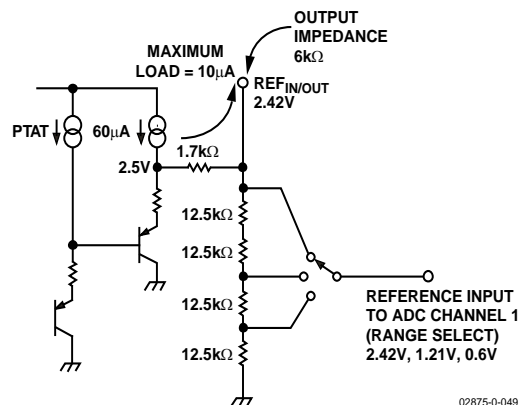 OUTPUT
IMPEDANCE
6kΩ
MAXIMUM
LOAD = 10μA
REFIN/OUT
2.42V
PTAT
60μA
2.5V
1.7kΩ
12.5kΩ
12.5kΩ
12.5kΩ
12.5kΩ
REFERENCE INPUT
TO ADC CHANNEL 1
(RANGE SELECT)
2.42V, 1.21V, 0.6V
02875-0-049